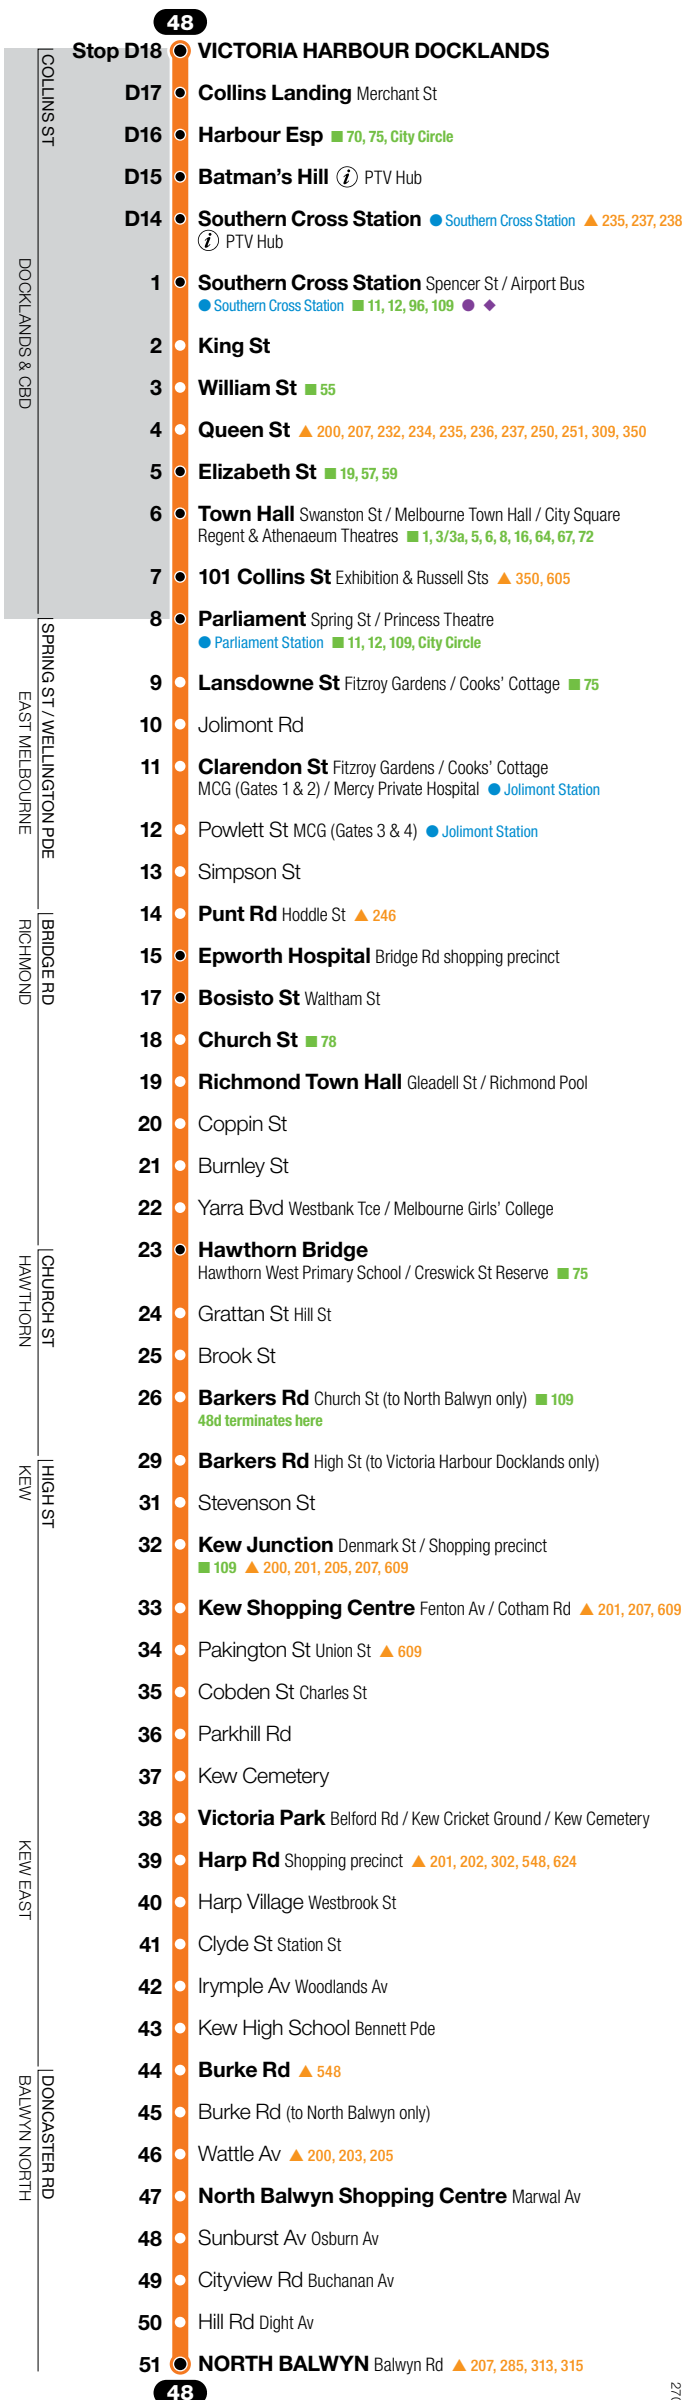 48
Stop D18 VICTORIA HARBOUR DOCKLANDS
COLLINS ST
D17 Collins Landing Merchant St
D16 Harbour Esp ■ 70, 75, City Circle
D15 Batman's Hill i PTV Hub
D14 Southern Cross Station ● Southern Cross Station ▲ 235, 237, 238
i PTV Hub
DOCKLANDS & CBD
1 Southern Cross Station Spencer St / Airport Bus
● Southern Cross Station ■ 11, 12, 96, 109 ● ◆
2 King St
3 William St ■ 55
4 Queen St ▲ 200, 207, 232, 234, 235, 236, 237, 250, 251, 309, 350
5 Elizabeth St ■ 19, 57, 59
6 Town Hall Swanston St / Melbourne Town Hall / City Square
Regent & Athenaeum Theatres ■ 1, 3/3a, 5, 6, 8, 16, 64, 67, 72
7 101 Collins St Exhibition & Russell Sts ▲ 350, 605
8 Parliament Spring St / Princess Theatre
● Parliament Station ■ 11, 12, 109, City Circle
SPRING ST / WELLINGTON PDE
EAST MELBOURNE
9 Lansdowne St Fitzroy Gardens / Cooks' Cottage ■ 75
10 Jolimont Rd
11 Clarendon St Fitzroy Gardens / Cooks' Cottage
MCG (Gates 1 & 2) / Mercy Private Hospital ● Jolimont Station
12 Powlett St MCG (Gates 3 & 4) ● Jolimont Station
13 Simpson St
14 Punt Rd Hoddle St ▲ 246
BRIDGE RD
RICHMOND
15 Epworth Hospital Bridge Rd shopping precinct
17 Bosisto St Waltham St
18 Church St ■ 78
19 Richmond Town Hall Gleadell St / Richmond Pool
20 Coppin St
21 Burnley St
22 Yarra Bvd Westbank Tce / Melbourne Girls' College
23 Hawthorn Bridge
Hawthorn West Primary School / Creswick St Reserve ■ 75
CHURCH ST
HAWTHORN
24 Grattan St Hill St
25 Brook St
26 Barkers Rd Church St (to North Balwyn only) ■ 109
48d terminates here
29 Barkers Rd High St (to Victoria Harbour Docklands only)
HIGH ST
KEW
31 Stevenson St
32 Kew Junction Denmark St / Shopping precinct
■ 109 ▲ 200, 201, 205, 207, 609
33 Kew Shopping Centre Fenton Av / Cotham Rd ▲ 201, 207, 609
34 Pakington St Union St ▲ 609
35 Cobden St Charles St
36 Parkhill Rd
37 Kew Cemetery
38 Victoria Park Belford Rd / Kew Cricket Ground / Kew Cemetery
39 Harp Rd Shopping precinct ▲ 201, 202, 302, 548, 624
KEW EAST
40 Harp Village Westbrook St
41 Clyde St Station St
42 Irymple Av Woodlands Av
43 Kew High School Bennett Pde
44 Burke Rd ▲ 548
DONCASTER RD
BALWYN NORTH
45 Burke Rd (to North Balwyn only)
46 Wattle Av ▲ 200, 203, 205
47 North Balwyn Shopping Centre Marwal Av
48 Sunburst Av Osburn Av
49 Cityview Rd Buchanan Av
50 Hill Rd Dight Av
51 NORTH BALWYN Balwyn Rd ▲ 207, 285, 313, 315
48